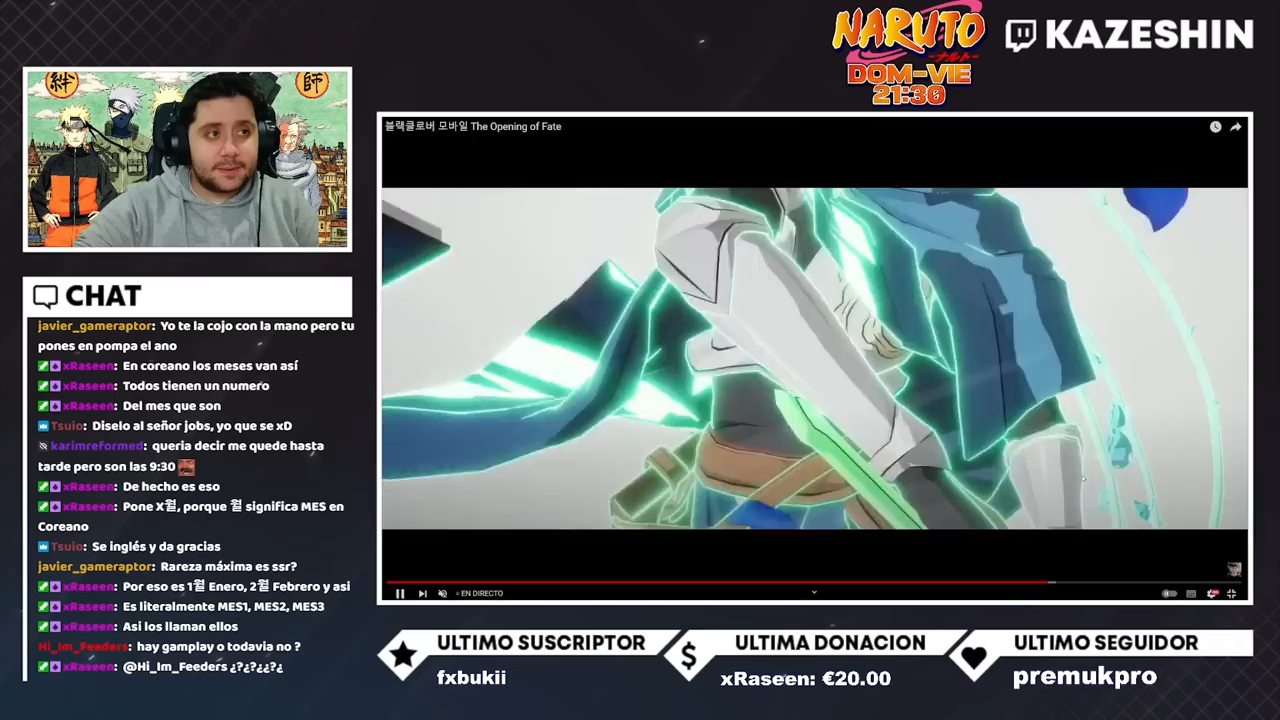 NARUTO
-ナルト-
DOM-VIE
21:30
KAZESHIN
絆
師
블랙클로버 모바일 The Opening of Fate
CHAT
javier_gameraptor: Yo te la cojo con la mano pero tu
pones en pompa el ano
xRaseen: En coreano los meses van así
xRaseen: Todos tienen un numero
xRaseen: Del mes que son
Tsuio: Diselo al señor jobs, yo que se xD
karimreformed: queria decir me quede hasta
tarde pero son las 9:30
xRaseen: De hecho es eso
xRaseen: Pone X월, porque 월 significa MES en
Coreano
Tsuio: Se inglés y da gracias
javier_gameraptor: Rareza máxima es ssr?
xRaseen: Por eso es 1월 Enero, 2월 Febrero y asi
xRaseen: Es literalmente MES1, MES2, MES3
xRaseen: Asi los llaman ellos
Hi_Im_Feeders: hay gamplay o todavia no ?
xRaseen: @Hi_Im_Feeders ¿?¿?¿¿?¿
EN DIRECTO
ULTIMO SUSCRIPTOR
fxbukii
$
ULTIMA DONACION
xRaseen: €20.00
ULTIMO SEGUIDOR
premukpro